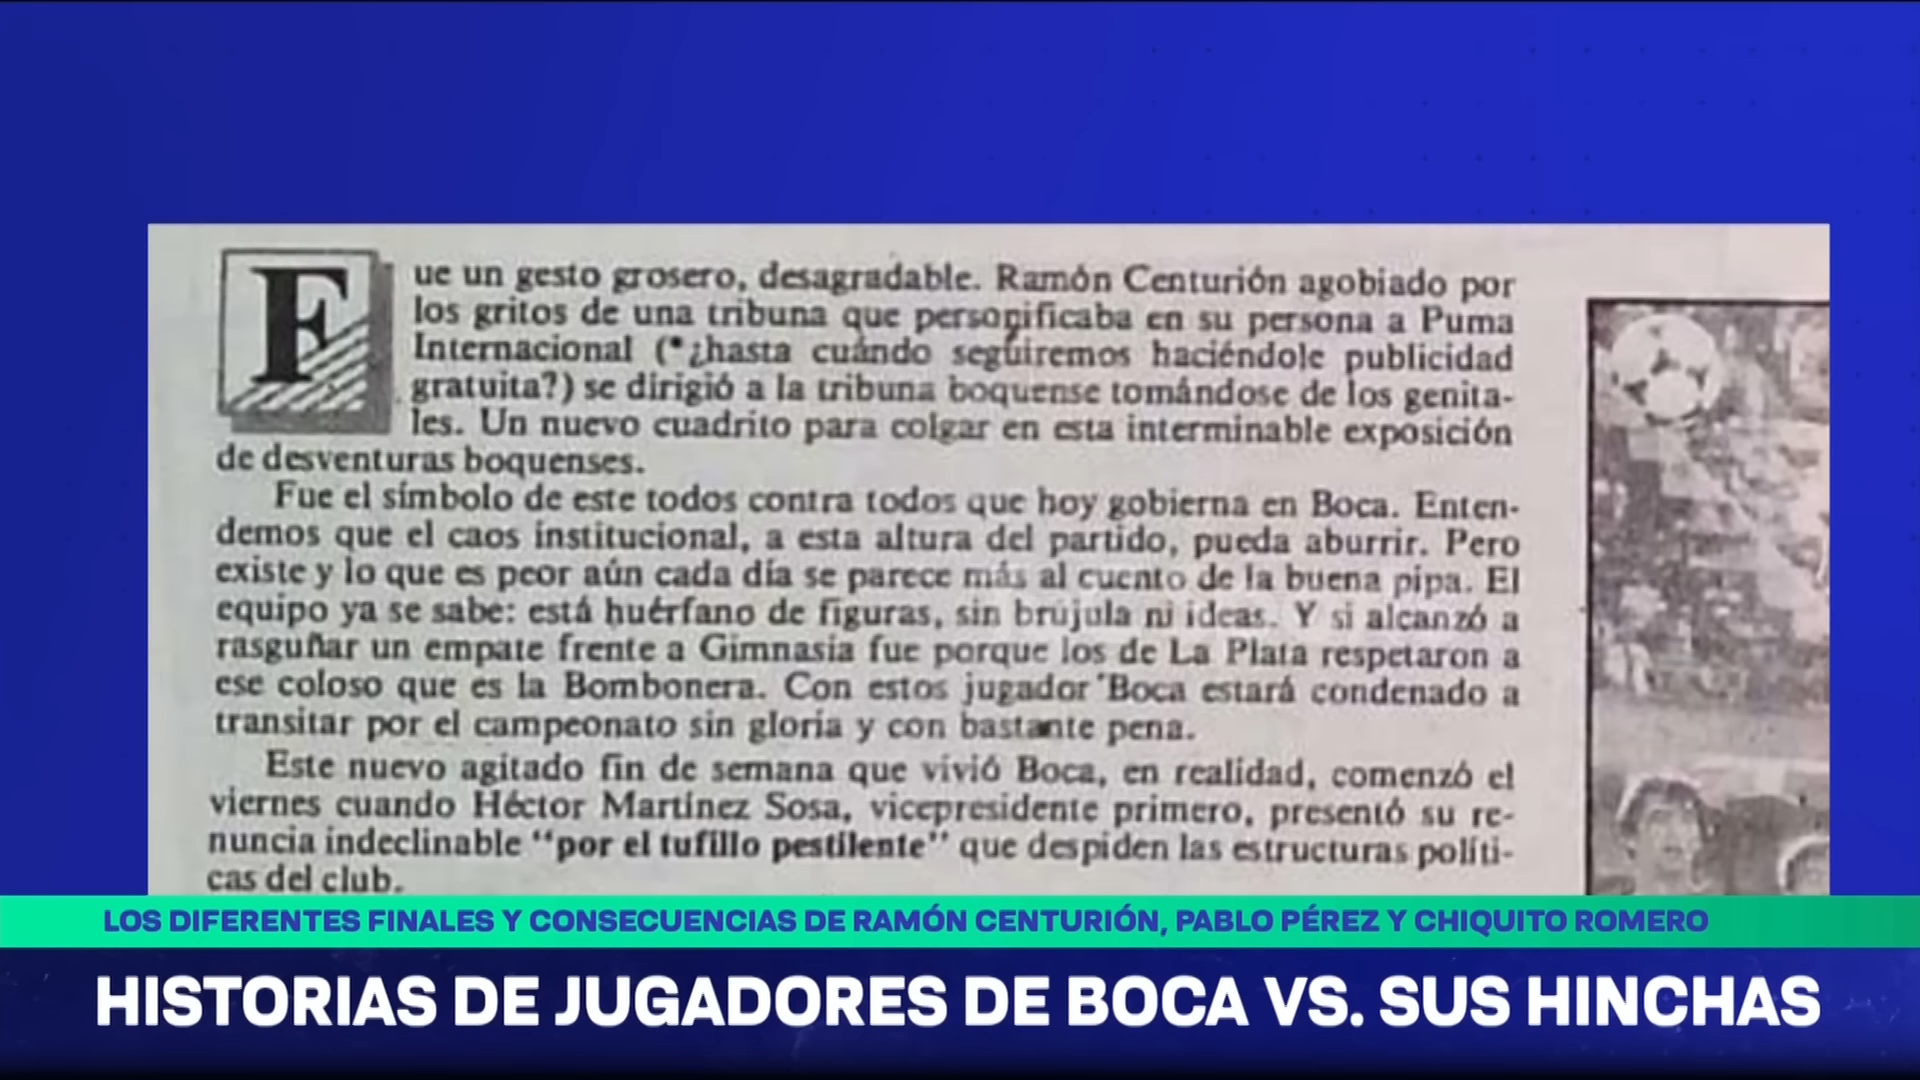 Fue un gesto grosero, desagradable. Ramón Centurión agobiado por
los gritos de una tribuna que personificaba en su persona a Puma
Internacional ("¿hasta cuándo seguiremos haciéndole publicidad
gratuita?) se dirigió a la tribuna boquense tomándose de los genita-
les. Un nuevo cuadrito para colgar en esta interminable exposición
de desventuras boquenses.
Fue el símbolo de este todos contra todos que hoy gobierna en Boca. Enten-
demos que el caos institucional, a esta altura del partido, pueda aburrir. Pero
existe y lo que es peor aún cada día se parece más al cuento de la buena pipa. El
equipo ya se sabe: está huérfano de figuras, sin brújula ni ideas. Y si alcanzó a
rasguñar un empate frente a Gimnasia fue porque los de La Plata respetaron a
ese coloso que es la Bombonera. Con estos jugador Boca estará condenado a
transitar por el campeonato sin gloria y con bastante pena.
Este nuevo agitado fin de semana que vivió Boca, en realidad, comenzó el
viernes cuando Héctor Martínez Sosa, vicepresidente primero, presentó su re-
nuncia indeclinable "por el tufillo pestilente" que despiden las estructuras políti-
cas del club.
LOS DIFERENTES FINALES Y CONSECUENCIAS DE RAMÓN CENTURIÓN, PABLO PÉREZ Y CHIQUITO ROMERO
HISTORIAS DE JUGADORES DE BOCA VS. SUS HINCHAS